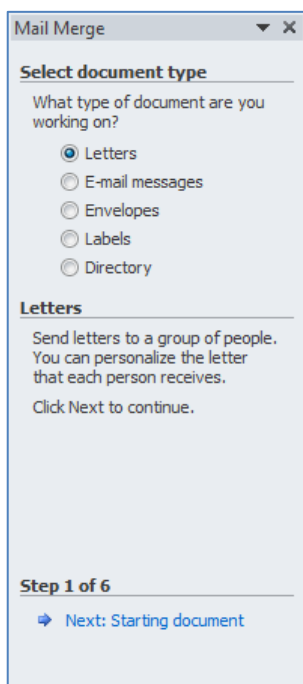 Mail Merge
Select document type
What type of document are you
working on?
Letters
E-mail messages
Envelopes
Labels
Directory
Letters
Send letters to a group of people.
You can personalize the letter
that each person receives.
Click Next to continue.
Step 1 of 6
Next: Starting document